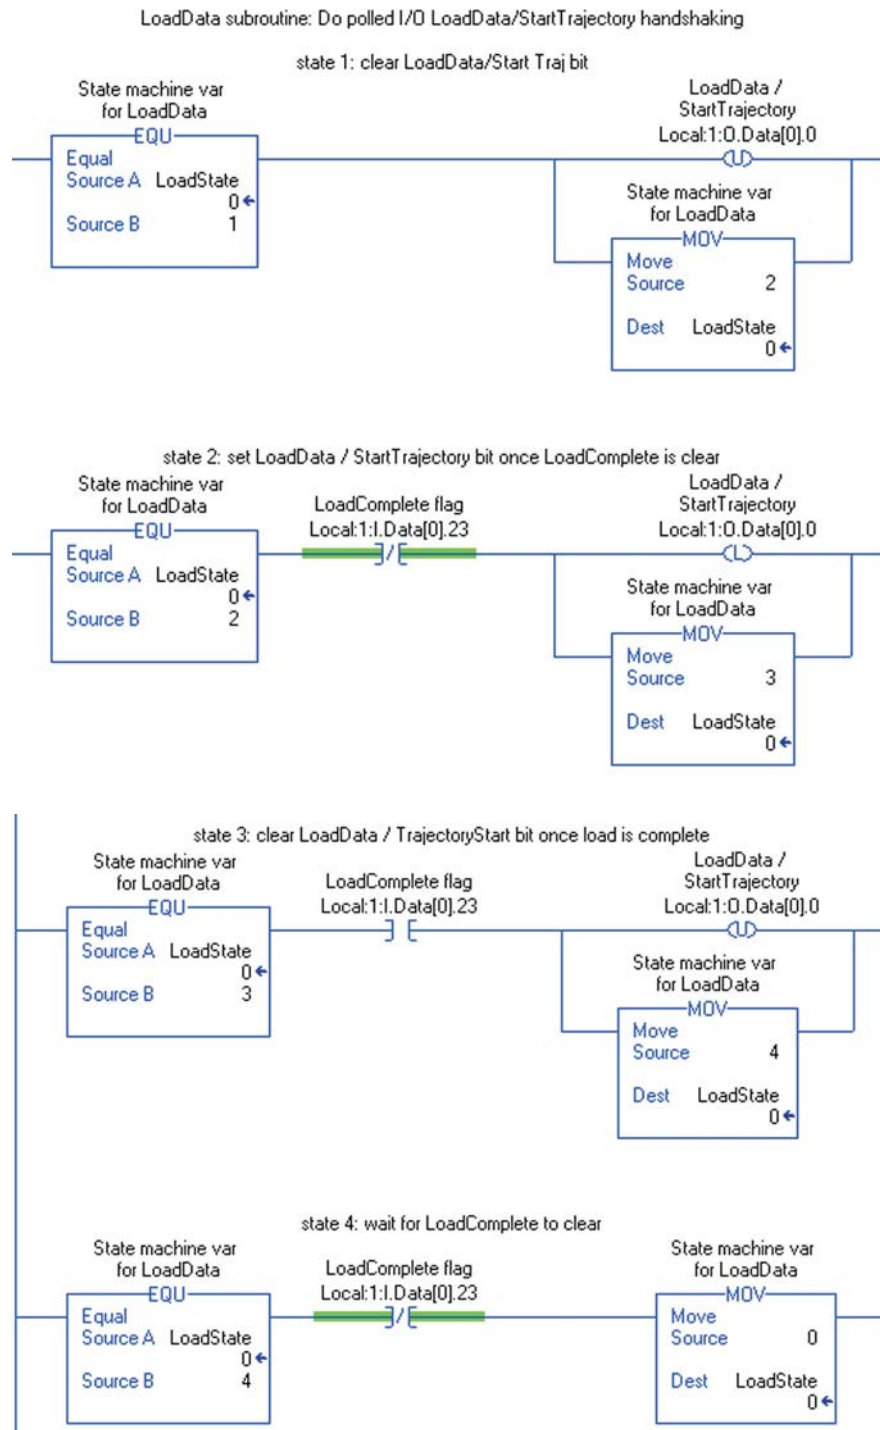 LoadData subroutine: Do polled I/O LoadData/StartTrajectory handshaking
state 1: clear LoadData/Start Traj bit
State machine var
for LoadData
EQU
Equal
Source A LoadState
0
Source B 1
LoadData /
StartTrajectory
Local:1:O.Data[0].0
U
State machine var
for LoadData
MOV
Move
Source 2
Dest LoadState
0
state 2: set LoadData / StartTrajectory bit once LoadComplete is clear
State machine var
for LoadData
EQU
Equal
Source A LoadState
0
Source B 2
LoadComplete flag
Local:1:I.Data[0].23
LoadData /
StartTrajectory
Local:1:O.Data[0].0
L
State machine var
for LoadData
MOV
Move
Source 3
Dest LoadState
0
state 3: clear LoadData / TrajectoryStart bit once load is complete
State machine var
for LoadData
EQU
Equal
Source A LoadState
0
Source B 3
LoadComplete flag
Local:1:I.Data[0].23
LoadData /
StartTrajectory
Local:1:O.Data[0].0
U
State machine var
for LoadData
MOV
Move
Source 4
Dest LoadState
0
state 4: wait for LoadComplete to clear
State machine var
for LoadData
EQU
Equal
Source A LoadState
0
Source B 4
LoadComplete flag
Local:1:I.Data[0].23
State machine var
for LoadData
MOV
Move
Source 0
Dest LoadState
0